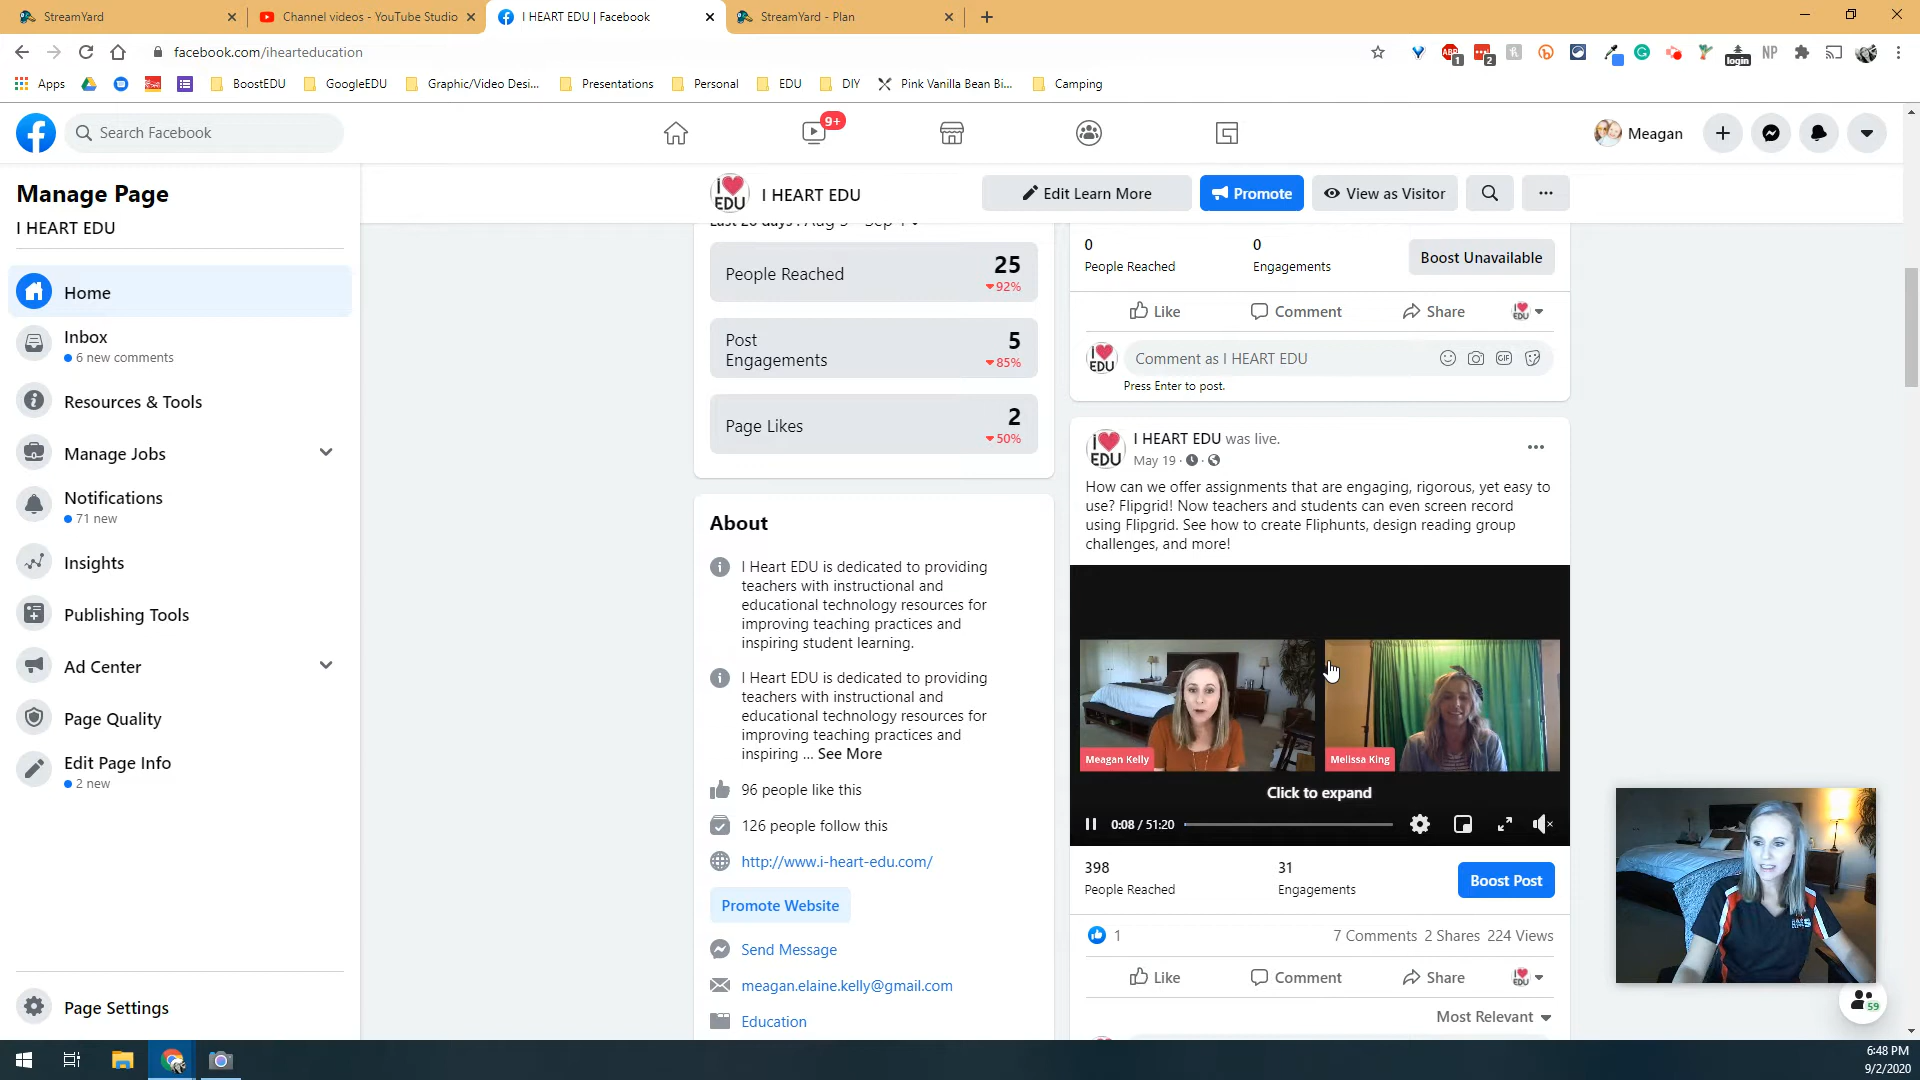 StreamYard
Channel videos - YouTube Studio
I HEART EDU | Facebook
StreamYard - Plan
facebook.com/ihearteducation
1
2
login
NP
Apps
BoostEDU
GoogleEDU
Graphic/Video Desi...
Presentations
Personal
EDU
DIY
Pink Vanilla Bean Bi...
Camping
Search Facebook
9+
Meagan
Manage Page
I HEART EDU
Home
Inbox
6 new comments
Resources & Tools
Manage Jobs
Notifications
71 new
Insights
Publishing Tools
Ad Center
Page Quality
Edit Page Info
2 new
Page Settings
I HEART EDU
Edit Learn More
Promote
View as Visitor
People Reached
25
92%
Post
Engagements
5
85%
Page Likes
2
50%
About
I Heart EDU is dedicated to providing
teachers with instructional and
educational technology resources for
improving teaching practices and
inspiring student learning.
I Heart EDU is dedicated to providing
teachers with instructional and
educational technology resources for
improving teaching practices and
inspiring ... See More
96 people like this
126 people follow this
http://www.i-heart-edu.com/
Promote Website
Send Message
meagan.elaine.kelly@gmail.com
Education
0
People Reached
0
Engagements
Boost Unavailable
Like
Comment
Share
Comment as I HEART EDU
Press Enter to post.
I HEART EDU was live.
May 19
How can we offer assignments that are engaging, rigorous, yet easy to
use? Flipgrid! Now teachers and students can even screen record
using Flipgrid. See how to create Fliphunts, design reading group
challenges, and more!
Meagan Kelly
Melissa King
Click to expand
0:08 / 51:20
398
People Reached
31
Engagements
Boost Post
1
7 Comments 2 Shares 224 Views
Like
Comment
Share
Most Relevant
59
6:48 PM
9/2/2020